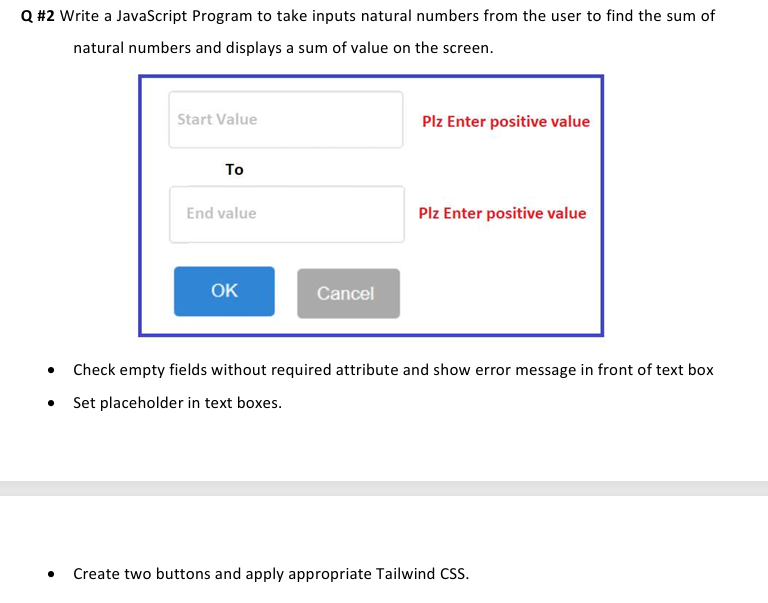 Q #2 Write a JavaScript Program to take inputs natural numbers from the user to find the sum of
natural numbers and displays a sum of value on the screen.
Start Value
Plz Enter positive value
To
End value
Plz Enter positive value
OK
Cancel
• Check empty fields without required attribute and show error message in front of text box
• Set placeholder in text boxes.
• Create two buttons and apply appropriate Tailwind CSS.